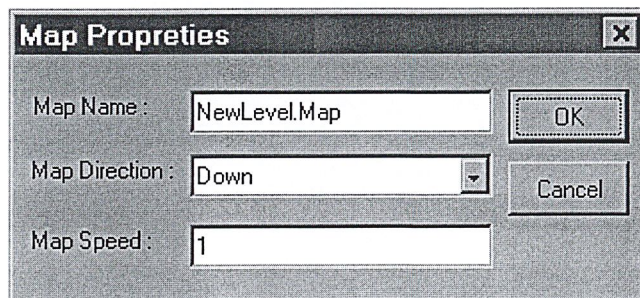 Map Propreties
Map Name : NewLevel.Map OK
Map Direction : Down Cancel
Map Speed : 1